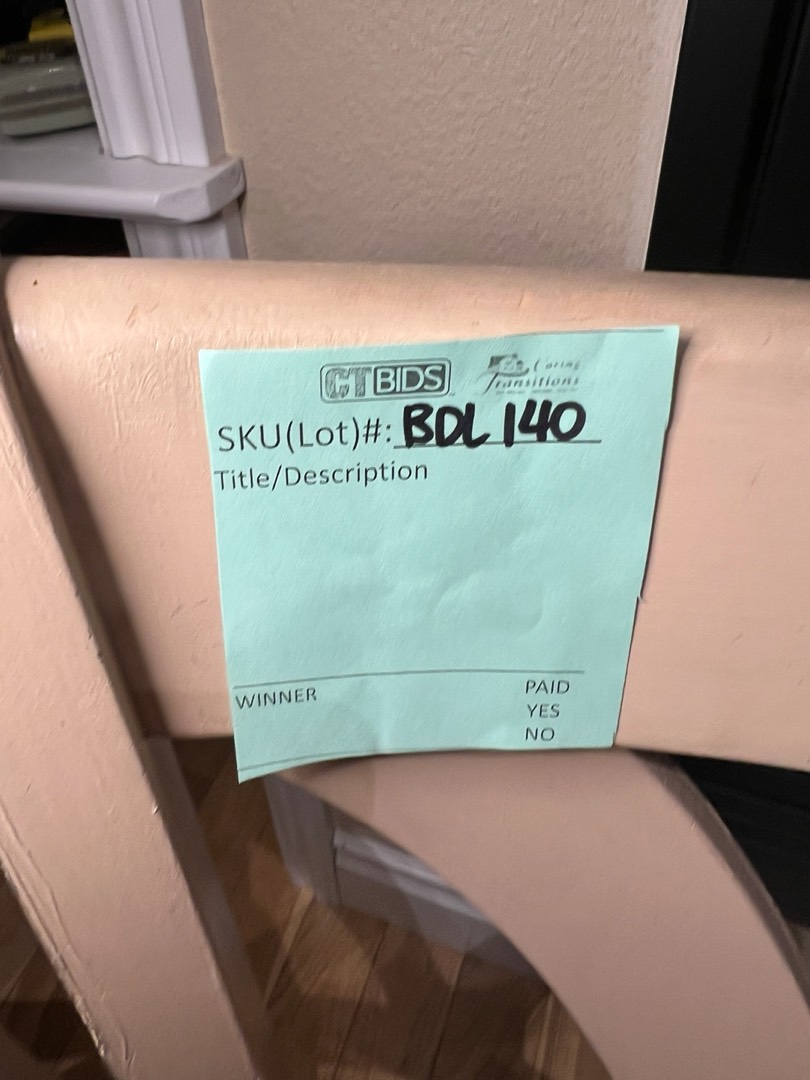 CTBIDS Caring Transitions
SKU(Lot)#: BDL 140
Title/Description
WINNER PAID
YES
NO